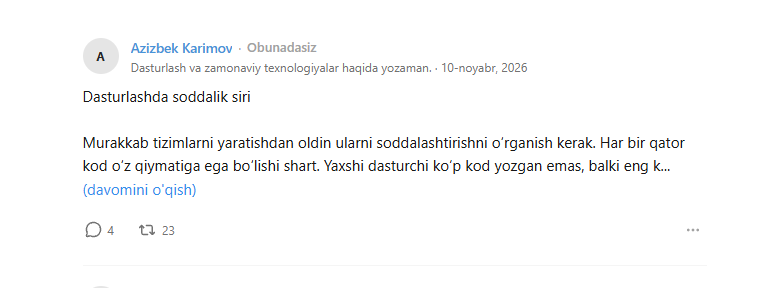 A
Azizbek Karimov · Obunadasiz
Dasturlash va zamonaviy texnologiyalar haqida yozaman. · 10-noyabr, 2026
Dasturlashda soddalik siri
Murakkab tizimlarni yaratishdan oldin ularni soddalashtirishni o‘rganish kerak. Har bir qator
kod o‘z qiymatiga ega bo‘lishi shart. Yaxshi dasturchi ko‘p kod yozgan emas, balki eng k...
(davomini o'qish)
4 23